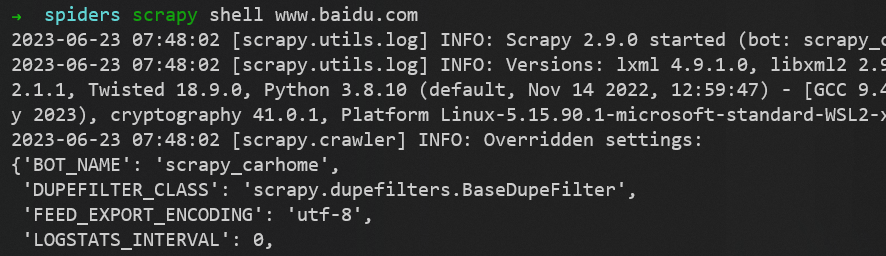 → spiders scrapy shell www.baidu.com
2023-06-23 07:48:02 [scrapy.utils.log] INFO: Scrapy 2.9.0 started (bot: scrapy_c
2023-06-23 07:48:02 [scrapy.utils.log] INFO: Versions: lxml 4.9.1.0, libxml2 2.9
2.1.1, Twisted 18.9.0, Python 3.8.10 (default, Nov 14 2022, 12:59:47) - [GCC 9.4
y 2023), cryptography 41.0.1, Platform Linux-5.15.90.1-microsoft-standard-WSL2-x
2023-06-23 07:48:02 [scrapy.crawler] INFO: Overridden settings:
{'BOT_NAME': 'scrapy_carhome',
'DUPEFILTER_CLASS': 'scrapy.dupefilters.BaseDupeFilter',
'FEED_EXPORT_ENCODING': 'utf-8',
'LOGSTATS_INTERVAL': 0,